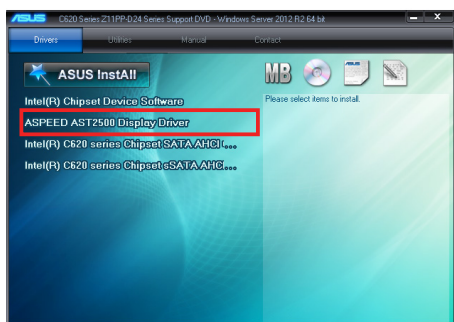 ASUS C620 Series Z11PP-D24 Series Support DVD - Windows Server 2012 R2 64 bit
Drivers Utilities Manual Contact
ASUS InstAll MB
Intel(R) Chipset Device Software
Please select items to install.
ASPEED AST2500 Display Driver
Intel(R) C620 series Chipset SATA AHCI ...
Intel(R) C620 series Chipset sSATA AHCI...